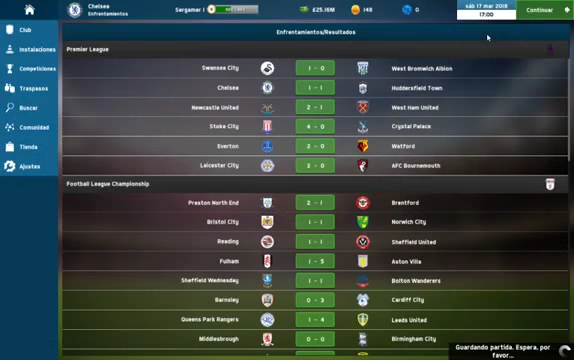 Chelsea
Enfrentamientos
Sergamer 1
£25.16M
148
0
sáb 17 mar 2018
17:00
Continuar
Club
Instalaciones
Competiciones
Traspasos
Buscar
Comunidad
Tienda
Ajustes
Enfrentamientos/Resultados
Premier League
Swansea City 1 - 0 West Bromwich Albion
Chelsea 1 - 1 Huddersfield Town
Newcastle United 2 - 1 West Ham United
Stoke City 4 - 0 Crystal Palace
Everton 2 - 0 Watford
Leicester City 2 - 0 AFC Bournemouth
Football League Championship
Preston North End 2 - 1 Brentford
Bristol City 1 - 1 Norwich City
Reading 1 - 1 Sheffield United
Fulham 1 - 5 Aston Villa
Sheffield Wednesday 1 - 1 Bolton Wanderers
Barnsley 0 - 3 Cardiff City
Queens Park Rangers 1 - 4 Leeds United
Middlesbrough 0 - 0 Birmingham City
Guardando partida. Espera, por
favor...